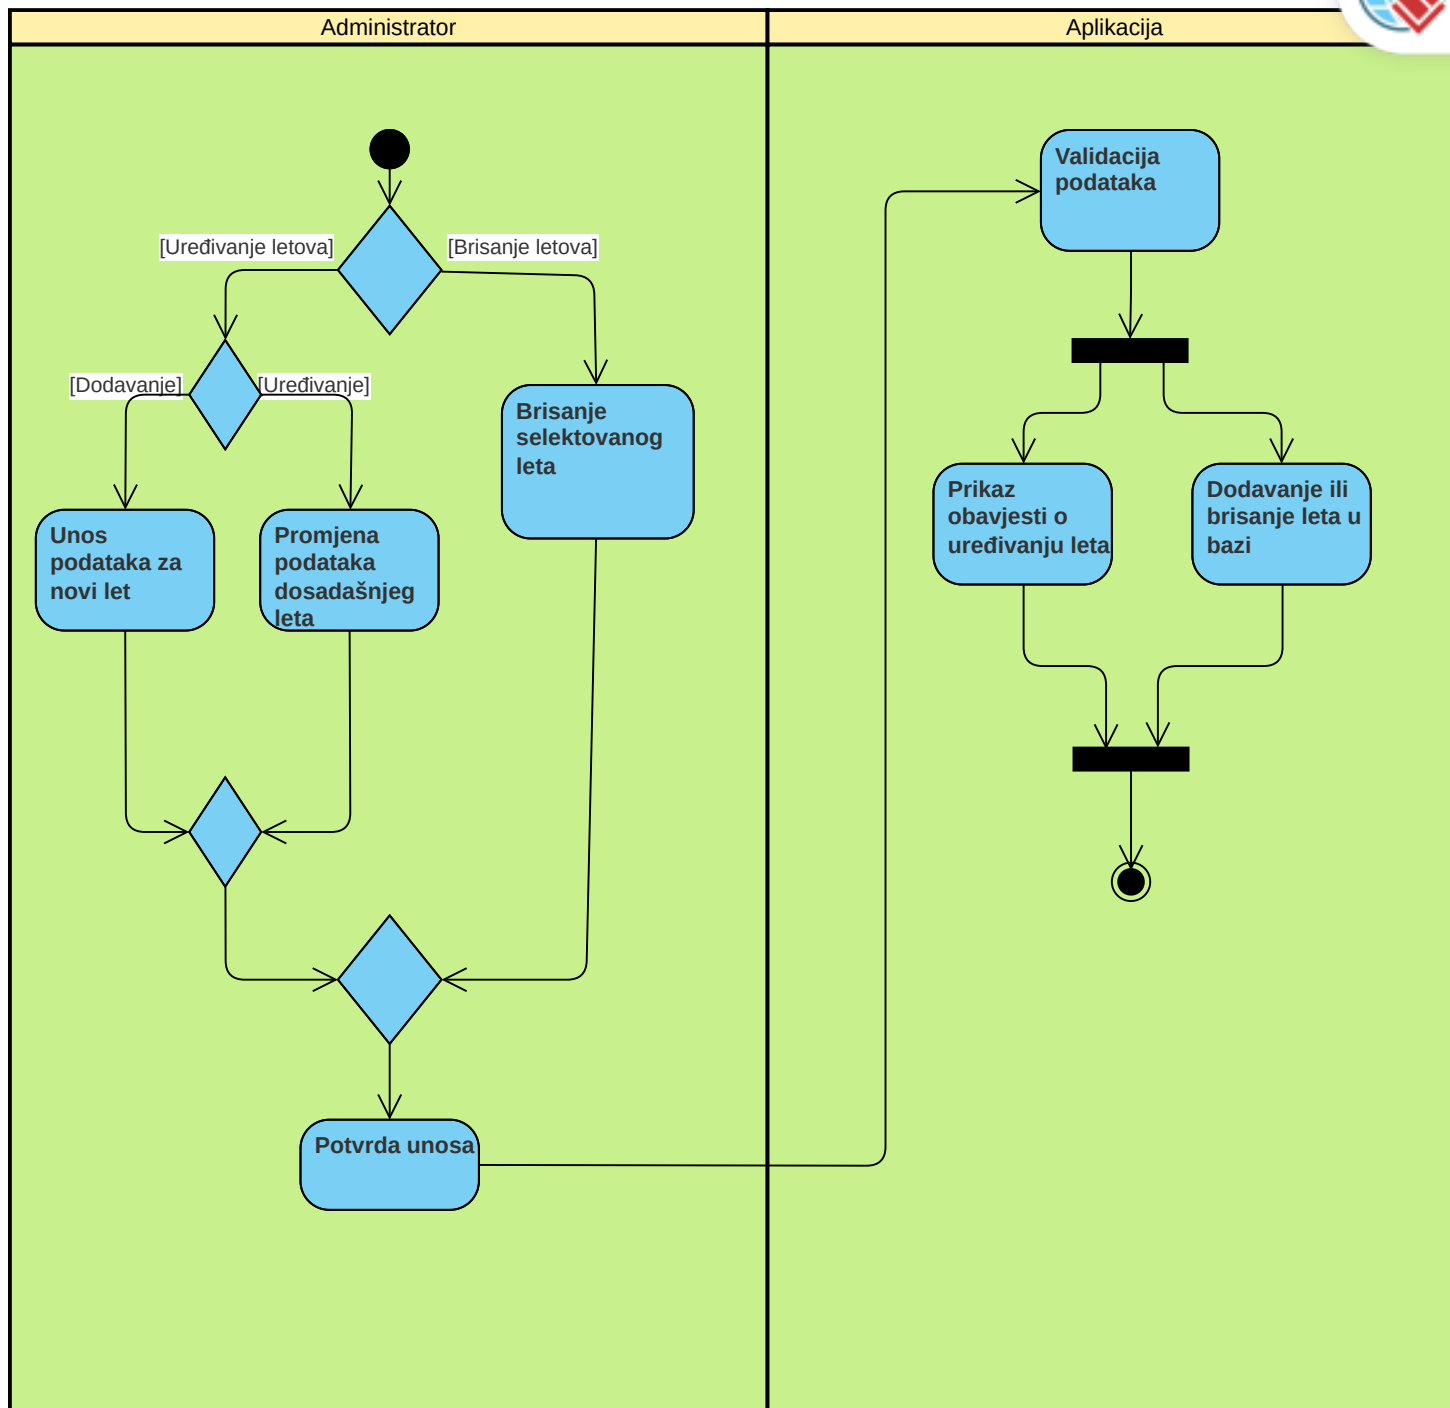 Administrator
Aplikacija
[Uređivanje letova]
[Brisanje letova]
[Dodavanje]
[Uređivanje]
Brisanje
selektovanog
leta
Unos
podataka za
novi let
Promjena
podataka
dosadašnjeg
leta
Potvrda unosa
Validacija
podataka
Prikaz
obavjesti o
uređivanju leta
Dodavanje ili
brisanje leta u
bazi